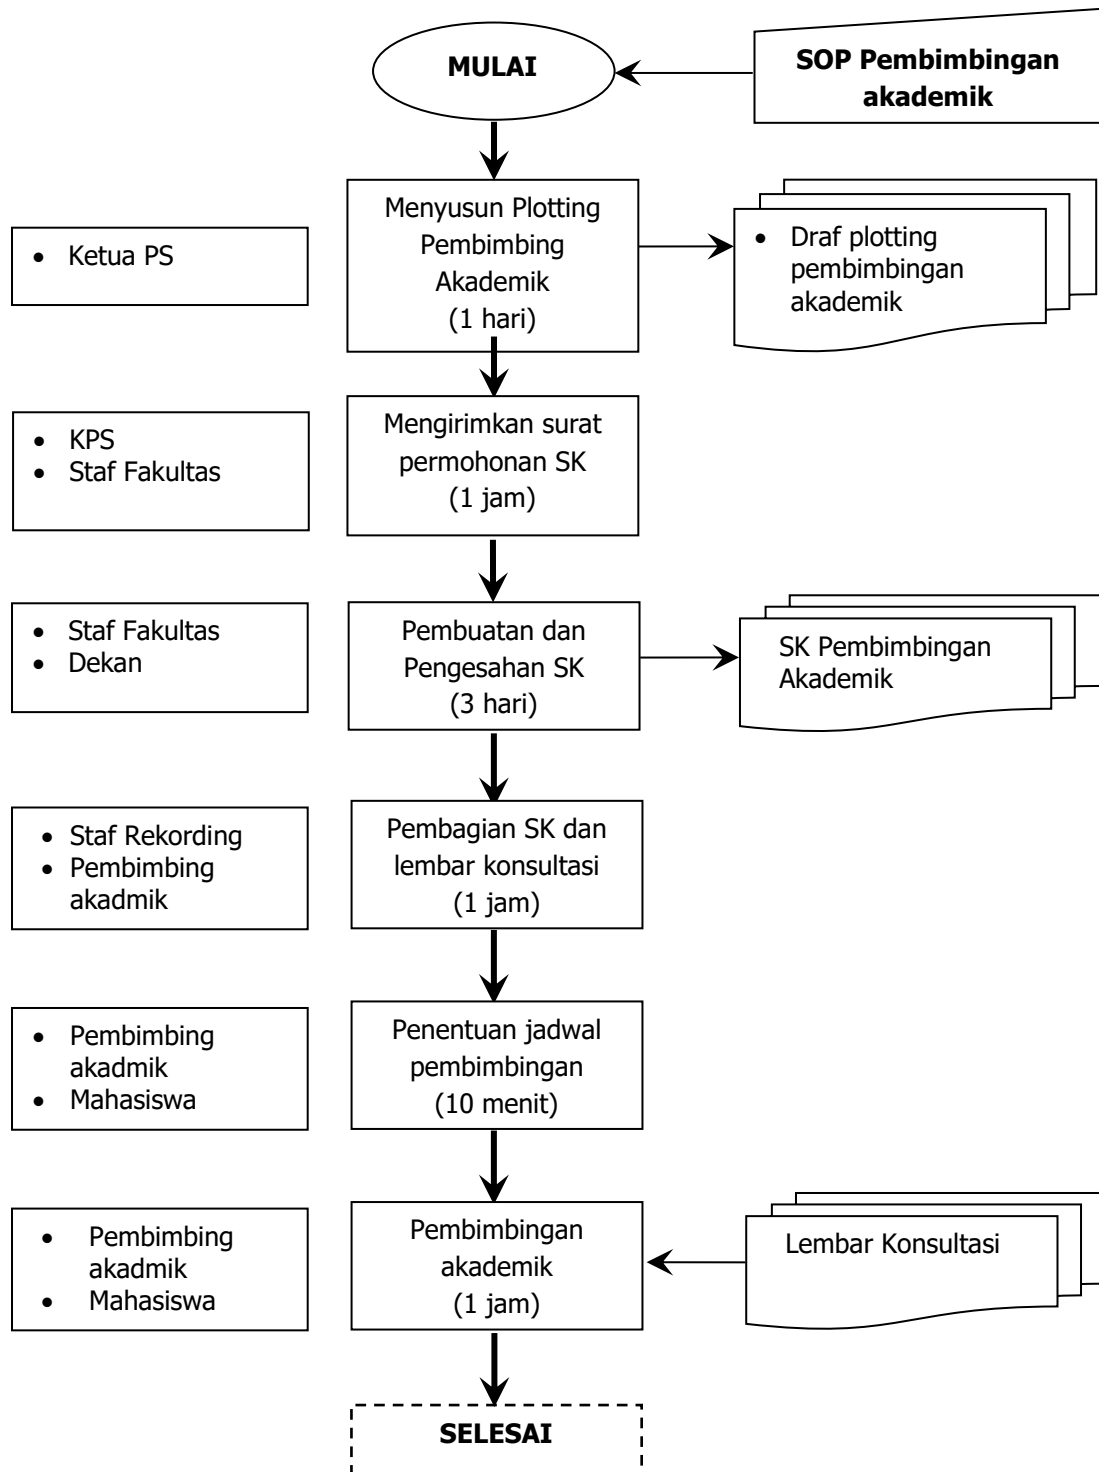 MULAI
SOP Pembimbingan
akademik
Menyusun Plotting
Pembimbing
Akademik
(1 hari)
• Ketua PS
• Draf plotting
pembimbingan
akademik
Mengirimkan surat
permohonan SK
(1 jam)
• KPS
• Staf Fakultas
Pembuatan dan
Pengesahan SK
(3 hari)
• Staf Fakultas
• Dekan
SK Pembimbingan
Akademik
Pembagian SK dan
lembar konsultasi
(1 jam)
• Staf Rekording
• Pembimbing
akadmik
Penentuan jadwal
pembimbingan
(10 menit)
• Pembimbing
akadmik
• Mahasiswa
Pembimbingan
akademik
(1 jam)
• Pembimbing
akadmik
• Mahasiswa
Lembar Konsultasi
SELESAI